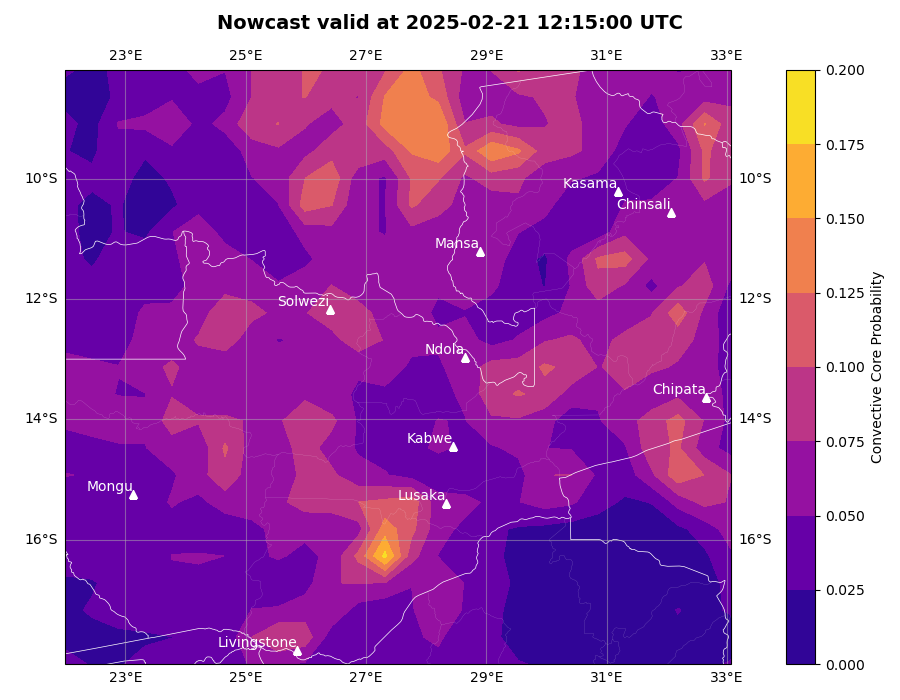 Nowcast valid at 2025-02-21 12:15:00 UTC
23°E 25°E 27°E 29°E 31°E 33°E
0.200
0.175
10°S 10°S
Kasama
Chinsali
0.150
Mansa
0.125
12°S 12°S
Solwezi
Ndola
0.100
Chipata
14°S 14°S
Kabwe
0.075
Mongu
Lusaka
0.050
16°S 16°S
0.025
Livingstone
0.000
23°E 25°E 27°E 29°E 31°E 33°E
Convective Core Probability